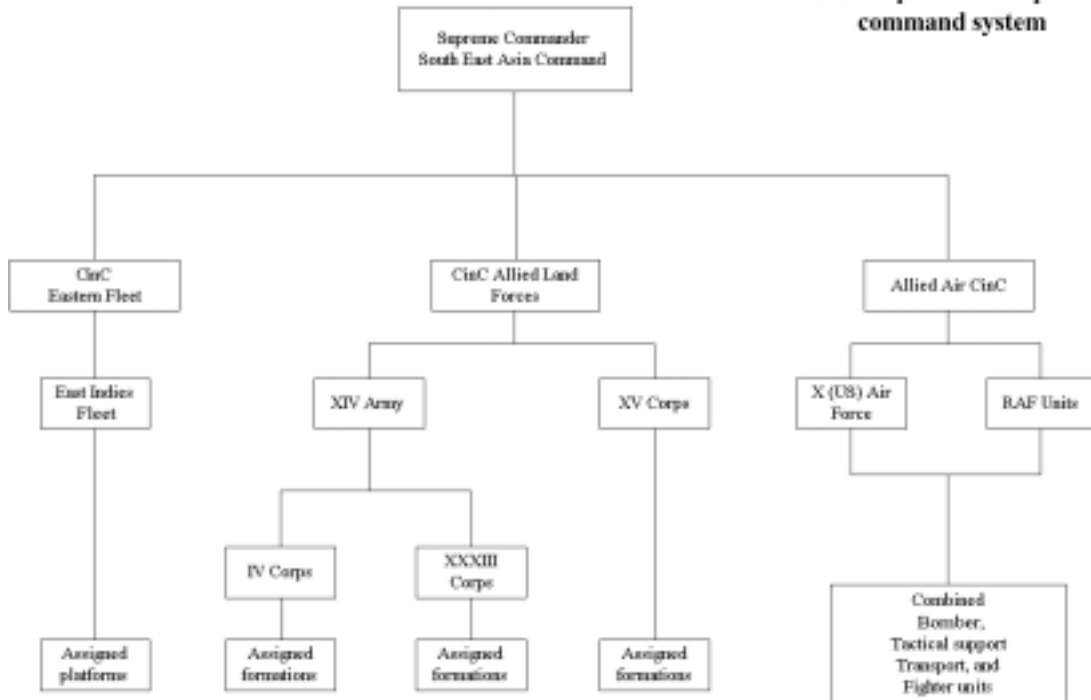 command system
Supreme Commander
South East Asia Command
CinC
Eastern Fleet
CinC Allied Land
Forces
Allied Air CinC
East Indies
Fleet
XIV Army
XV Corps
X (US) Air
Force
RAF Units
IV Corps
XXXIII
Corps
Assigned
platforms
Assigned
formations
Assigned
formations
Assigned
formations
Combined
Bomber,
Tactical support
Transport, and
Fighter units